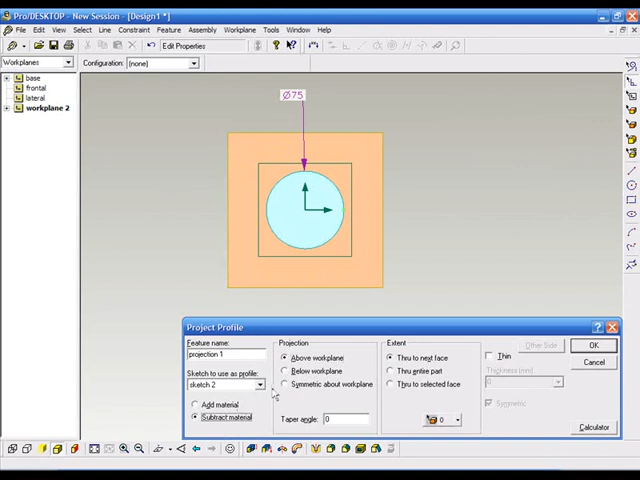 Pro/DESKTOP - New Session - [Design1 *]
File Edit View Select Line Constraint Feature Assembly Workplane Tools Window Help
Edit Properties
Workplanes
Configuration: (none)
base
frontal
lateral
workplane 2
Ø75
Project Profile
Feature name:
projection 1
Sketch to use as profile:
sketch 2
Add material
Subtract material
Projection
Above workplane
Below workplane
Symmetric about workplane
Taper angle: 0
Extent
Thru to next face
Thru entire part
Thru to selected face
0
Thin
Other Side
Thickness (mm)
0
Symmetric
OK
Cancel
Calculator